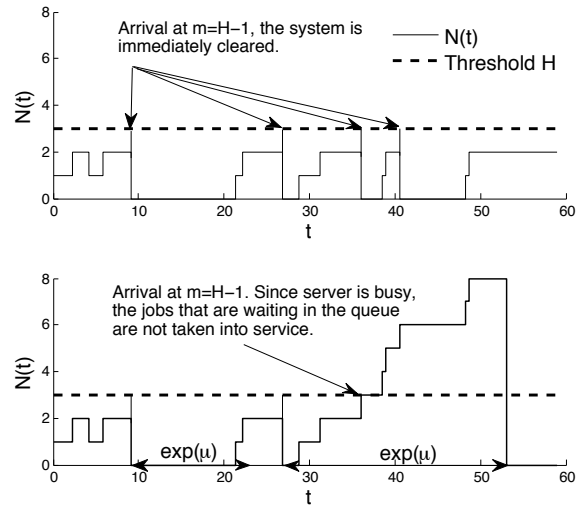 Arrival at m=H−1, the system is
immediately cleared.
N(t)
Threshold H
8
6
4
2
0
N(t)
0 10 20 30 40 50 60
t
Arrival at m=H−1. Since server is busy,
the jobs that are waiting in the queue
are not taken into service.
8
6
4
2
0
N(t)
exp(μ)
exp(μ)
0 10 20 30 40 50 60
t